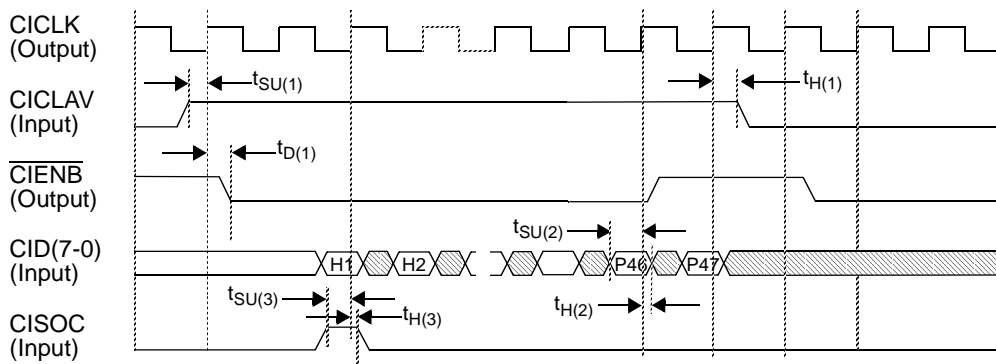 CICLK
(Output)
tSU(1)
tH(1)
CICLAV
(Input)
tD(1)
CIENB
(Output)
tSU(2)
CID(7-0)
(Input)
H1
H2
P46
P47
tSU(3)
tH(3)
tH(2)
CISOC
(Input)